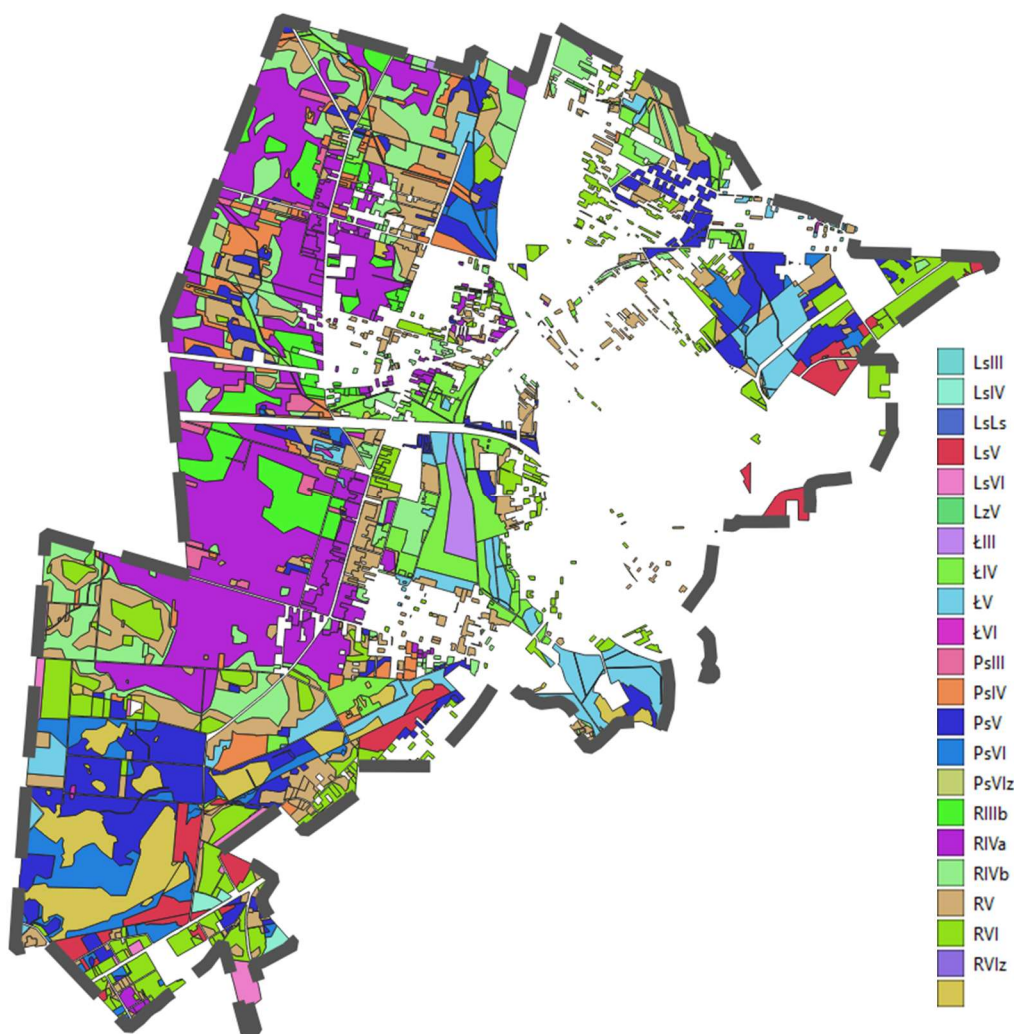 LsIII
LsIV
LsLs
LsV
LsVI
LzV
ŁIII
ŁIV
ŁV
ŁVI
PsIII
PsIV
PsV
PsVI
PsVIz
RIIIb
RIVa
RIVb
RV
RVI
RVIz